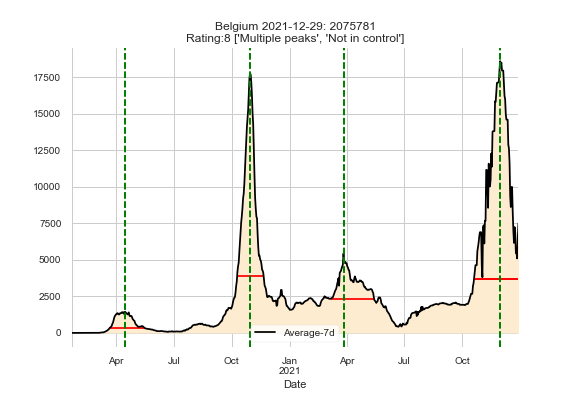 Belgium 2021-12-29: 2075781
Rating:8 ['Multiple peaks', 'Not in control']
17500
15000
12500
10000
7500
5000
2500
0
Average-7d
Apr Jul Oct Jan Apr Jul Oct
2021
Date